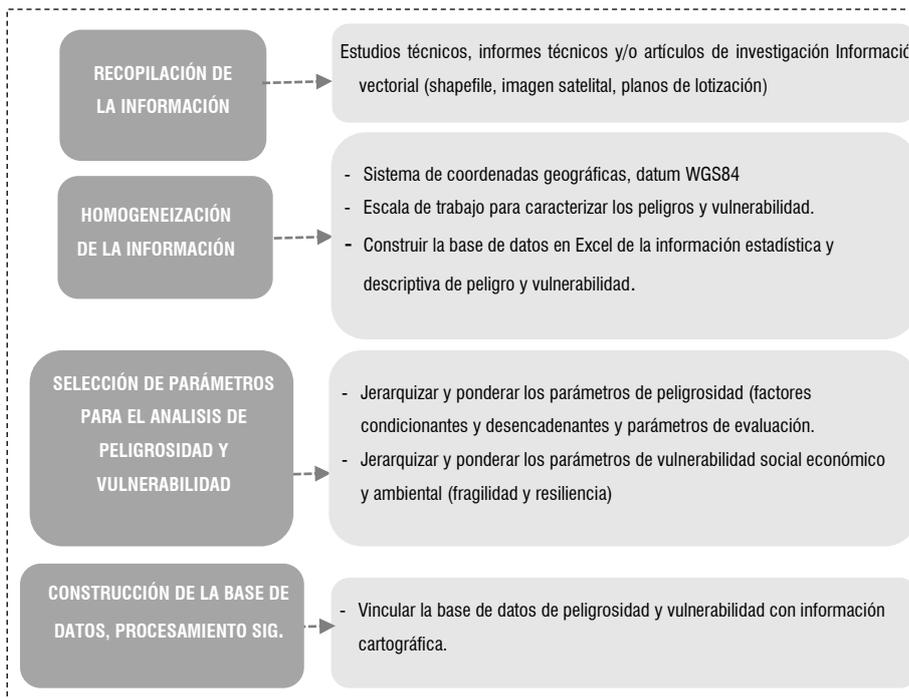 RECOPILACIÓN DE
LA INFORMACIÓN
Estudios técnicos, informes técnicos y/o artículos de investigación Informació
vectorial (shapefile, imagen satelital, planos de lotización)
HOMOGENEIZACIÓN
DE LA INFORMACIÓN
- Sistema de coordenadas geográficas, datum WGS84
- Escala de trabajo para caracterizar los peligros y vulnerabilidad.
- Construir la base de datos en Excel de la información estadística y
descriptiva de peligro y vulnerabilidad.
SELECCIÓN DE PARÁMETROS
PARA EL ANALISIS DE
PELIGROSIDAD Y
VULNERABILIDAD
- Jerarquizar y ponderar los parámetros de peligrosidad (factores
condicionantes y desencadenantes y parámetros de evaluación.
- Jerarquizar y ponderar los parámetros de vulnerabilidad social económico
y ambiental (fragilidad y resiliencia)
CONSTRUCCIÓN DE LA BASE DE
DATOS, PROCESAMIENTO SIG.
- Vincular la base de datos de peligrosidad y vulnerabilidad con información
cartográfica.